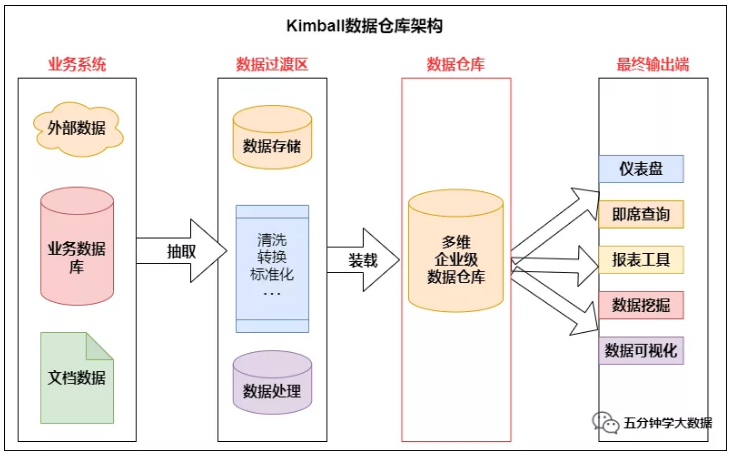 Kimball数据仓库架构
业务系统
数据过渡区
数据仓库
最终输出端
外部数据
业务数据
库
文档数据
抽取
数据存储
清洗
转换
标准化
...
数据处理
装载
多维
企业级
数据仓库
仪表盘
即席查询
报表工具
数据挖掘
数据可视化
五分钟学大数据